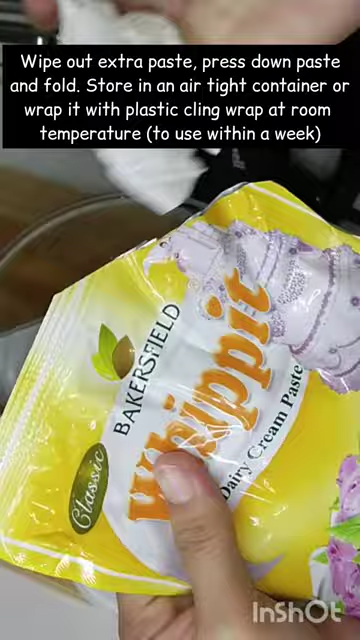 Wipe out extra paste, press down paste
and fold. Store in an air tight container or
wrap it with plastic cling wrap at room
temperature (to use within a week)
BAKERSFIELD
Whippit
Dairy Cream Paste
Classic
InShOt